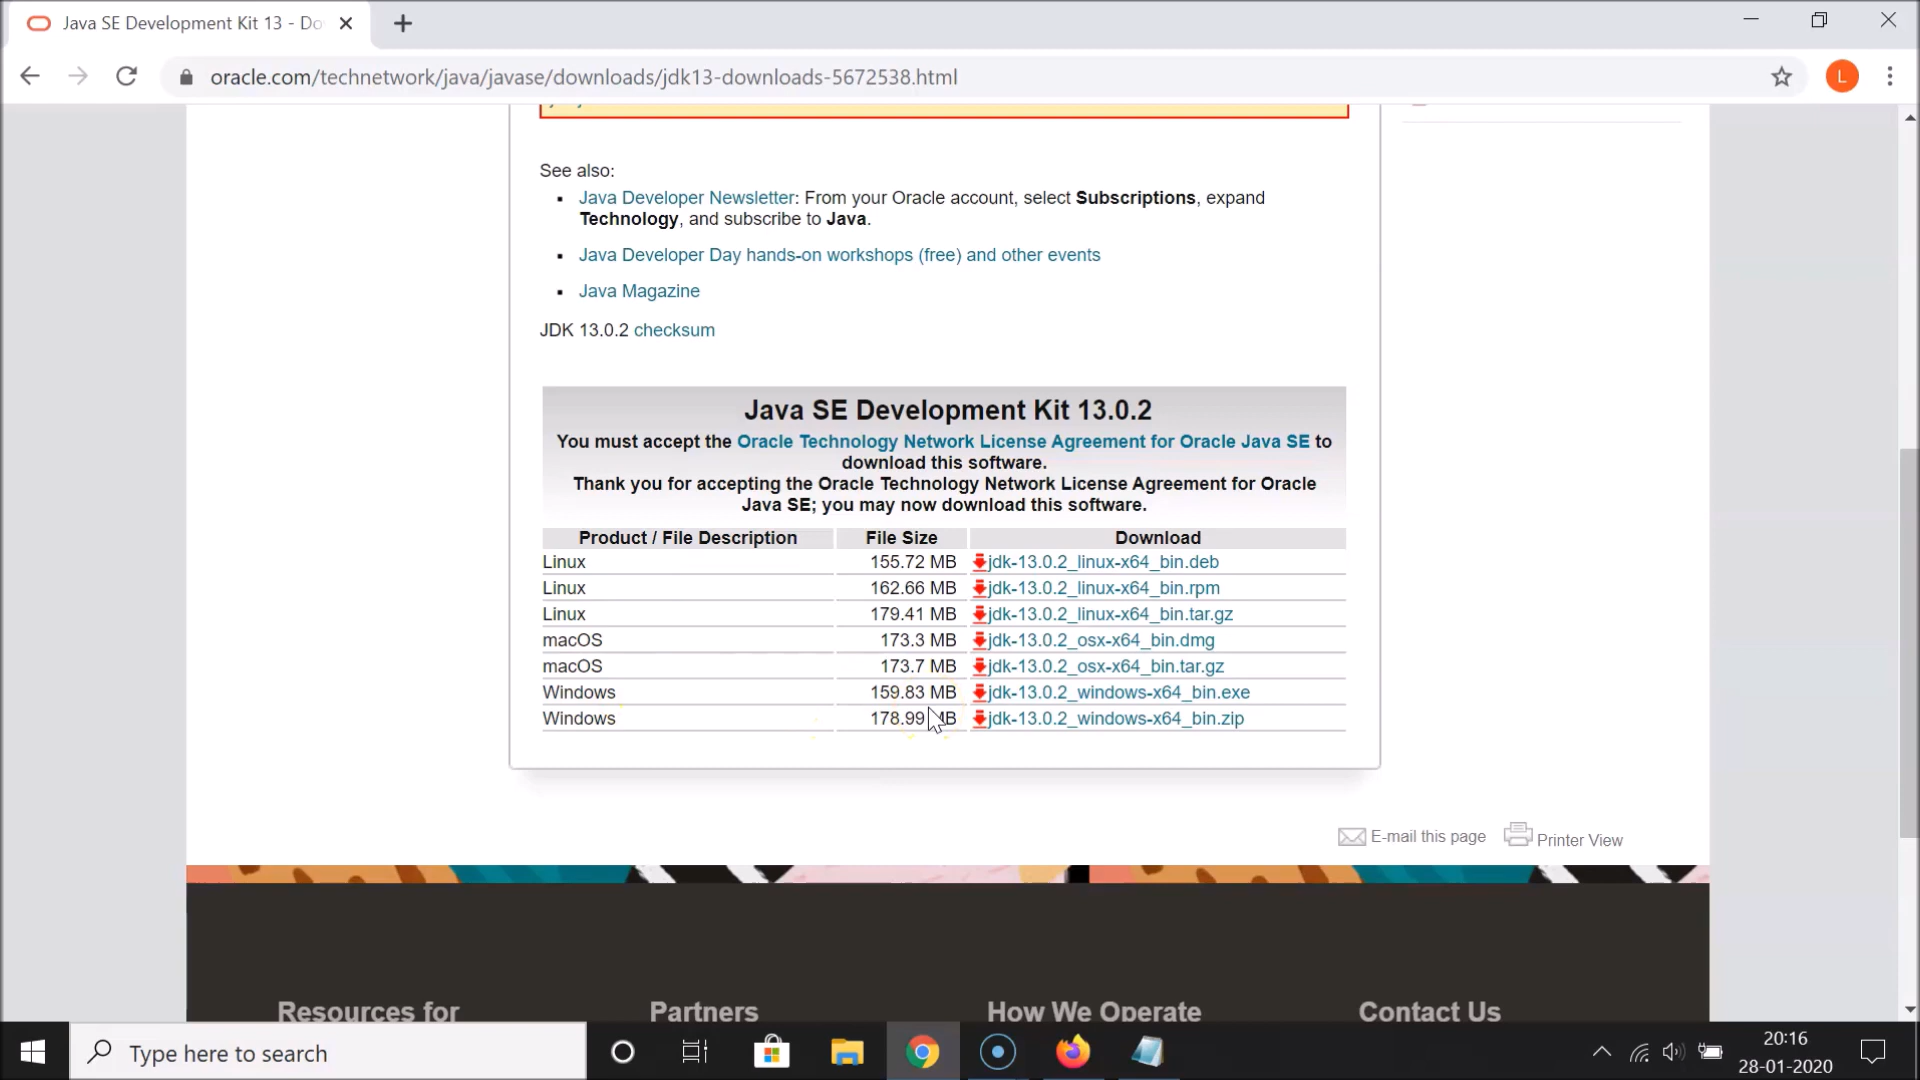 Java SE Development Kit 13 - Do
oracle.com/technetwork/java/javase/downloads/jdk13-downloads-5672538.html
L
See also:
Java Developer Newsletter: From your Oracle account, select Subscriptions, expand
Technology, and subscribe to Java.
Java Developer Day hands-on workshops (free) and other events
Java Magazine
JDK 13.0.2 checksum
Java SE Development Kit 13.0.2
You must accept the Oracle Technology Network License Agreement for Oracle Java SE to
download this software.
Thank you for accepting the Oracle Technology Network License Agreement for Oracle
Java SE; you may now download this software.
Product / File Description File Size Download
Linux 155.72 MB jdk-13.0.2_linux-x64_bin.deb
Linux 162.66 MB jdk-13.0.2_linux-x64_bin.rpm
Linux 179.41 MB jdk-13.0.2_linux-x64_bin.tar.gz
macOS 173.3 MB jdk-13.0.2_osx-x64_bin.dmg
macOS 173.7 MB jdk-13.0.2_osx-x64_bin.tar.gz
Windows 159.83 MB jdk-13.0.2_windows-x64_bin.exe
Windows 178.99 MB jdk-13.0.2_windows-x64_bin.zip
E-mail this page Printer View
Resources for Partners How We Operate Contact Us
Type here to search
20:16
28-01-2020